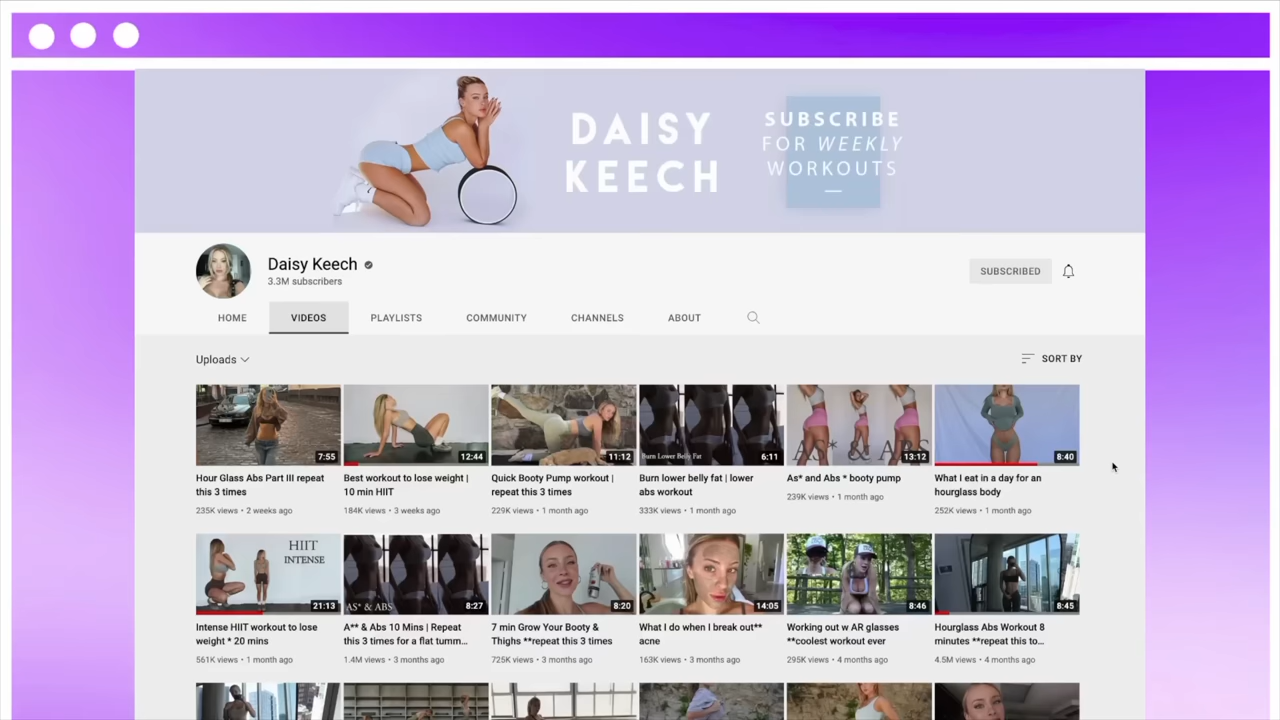 DAISY
KEECH
SUBSCRIBE
FOR WEEKLY
WORKOUTS
Daisy Keech
3.3M subscribers
SUBSCRIBED
HOME VIDEOS PLAYLISTS COMMUNITY CHANNELS ABOUT
Uploads
SORT BY
7:55
12:44
11:12
Burn Lower Belly Fat
6:11
AS* & ABS
13:12
8:40
Hour Glass Abs Part III repeat
this 3 times
235K views • 2 weeks ago
Best workout to lose weight |
10 min HIIT
184K views • 3 weeks ago
Quick Booty Pump workout |
repeat this 3 times
229K views • 1 month ago
Burn lower belly fat | lower
abs workout
333K views • 1 month ago
As* and Abs * booty pump
239K views • 1 month ago
What I eat in a day for an
hourglass body
252K views • 1 month ago
HIIT
INTENSE
21:13
AS* & ABS
8:27
8:20
14:05
8:46
8:45
Intense HIIT workout to lose
weight * 20 mins
561K views • 1 month ago
A** & Abs 10 Mins | Repeat
this 3 times for a flat tumm...
1.4M views • 3 months ago
7 min Grow Your Booty &
Thighs **repeat this 3 times
725K views • 3 months ago
What I do when I break out**
acne
163K views • 3 months ago
Working out w AR glasses
**coolest workout ever
295K views • 4 months ago
Hourglass Abs Workout 8
minutes **repeat this to...
4.5M views • 4 months ago